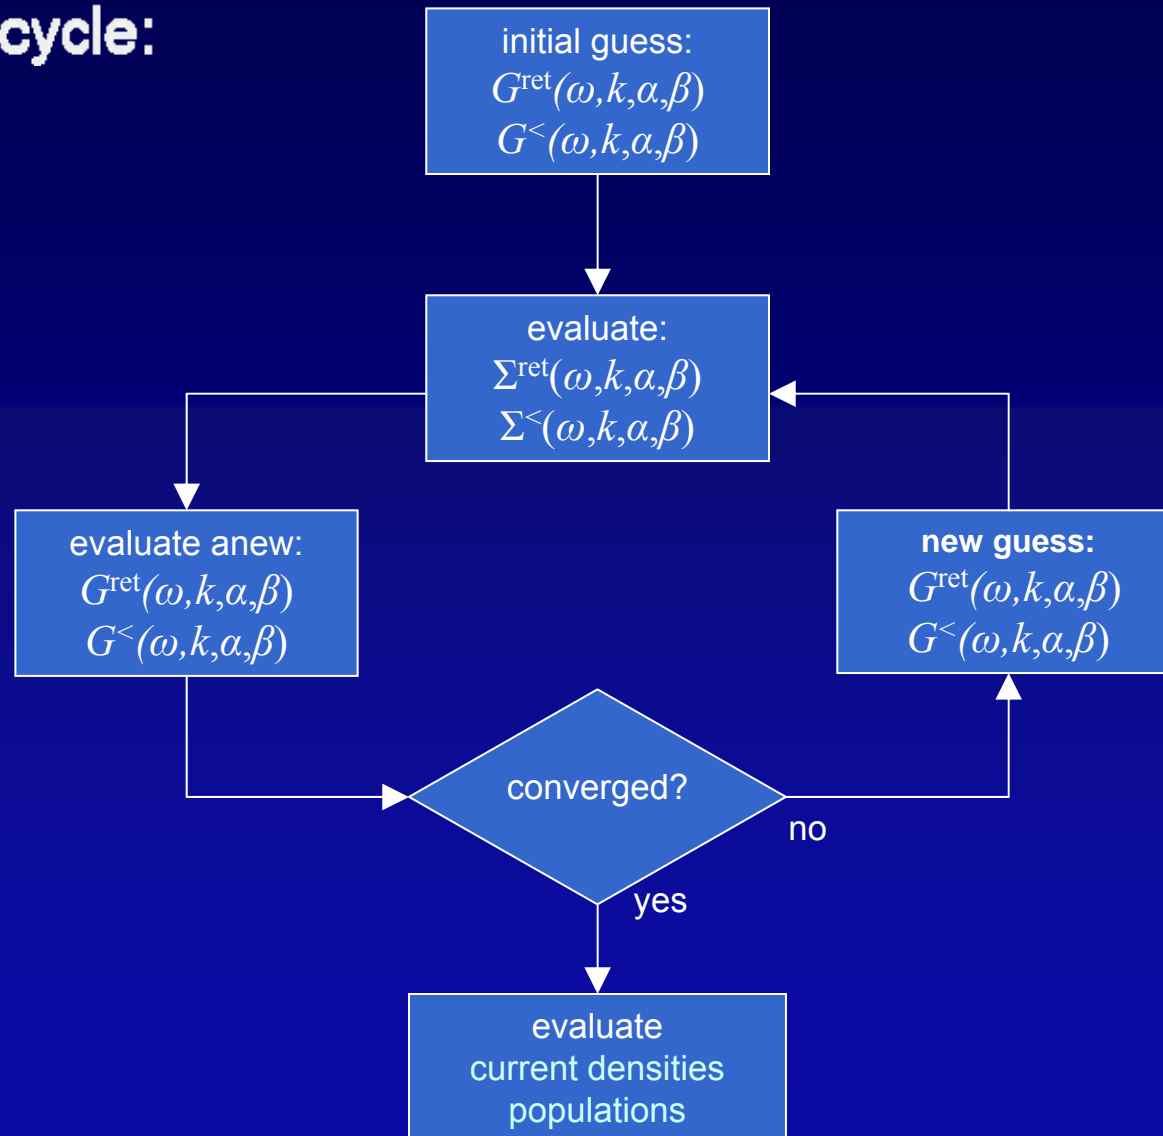 cycle:
initial guess:
G^ret(ω,k,α,β)
G^<(ω,k,α,β)
evaluate:
Σ^ret(ω,k,α,β)
Σ^<(ω,k,α,β)
evaluate anew:
G^ret(ω,k,α,β)
G^<(ω,k,α,β)
new guess:
G^ret(ω,k,α,β)
G^<(ω,k,α,β)
converged?
no
yes
evaluate
current densities
populations